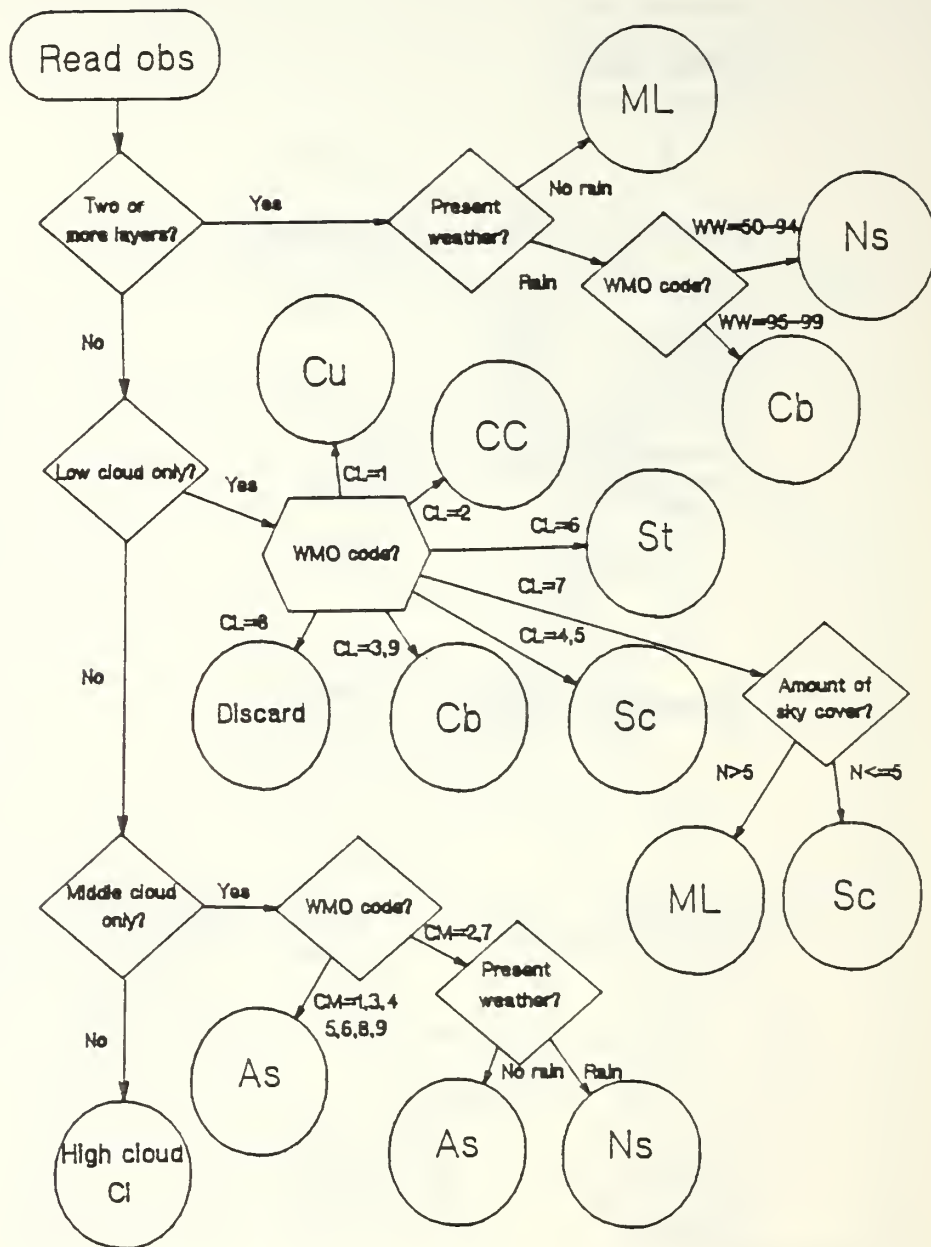 Read obs
Two or
more layers?
Yes
Present
weather?
No rain
ML
Rain
WMO code?
WW=50-94
Ns
WW=95-99
Cb
No
Low cloud only?
Yes
WMO code?
CL=1
Cu
CL=2
CC
CL=6
St
CL=7
Amount of
sky cover?
N>5
ML
N<=5
Sc
CL=4,5
Sc
CL=3,9
Cb
CL=8
Discard
No
Middle cloud
only?
Yes
WMO code?
CM=1,3,4
5,6,8,9
As
CM=2,7
Present
weather?
No rain
As
Rain
Ns
No
High cloud
Ci